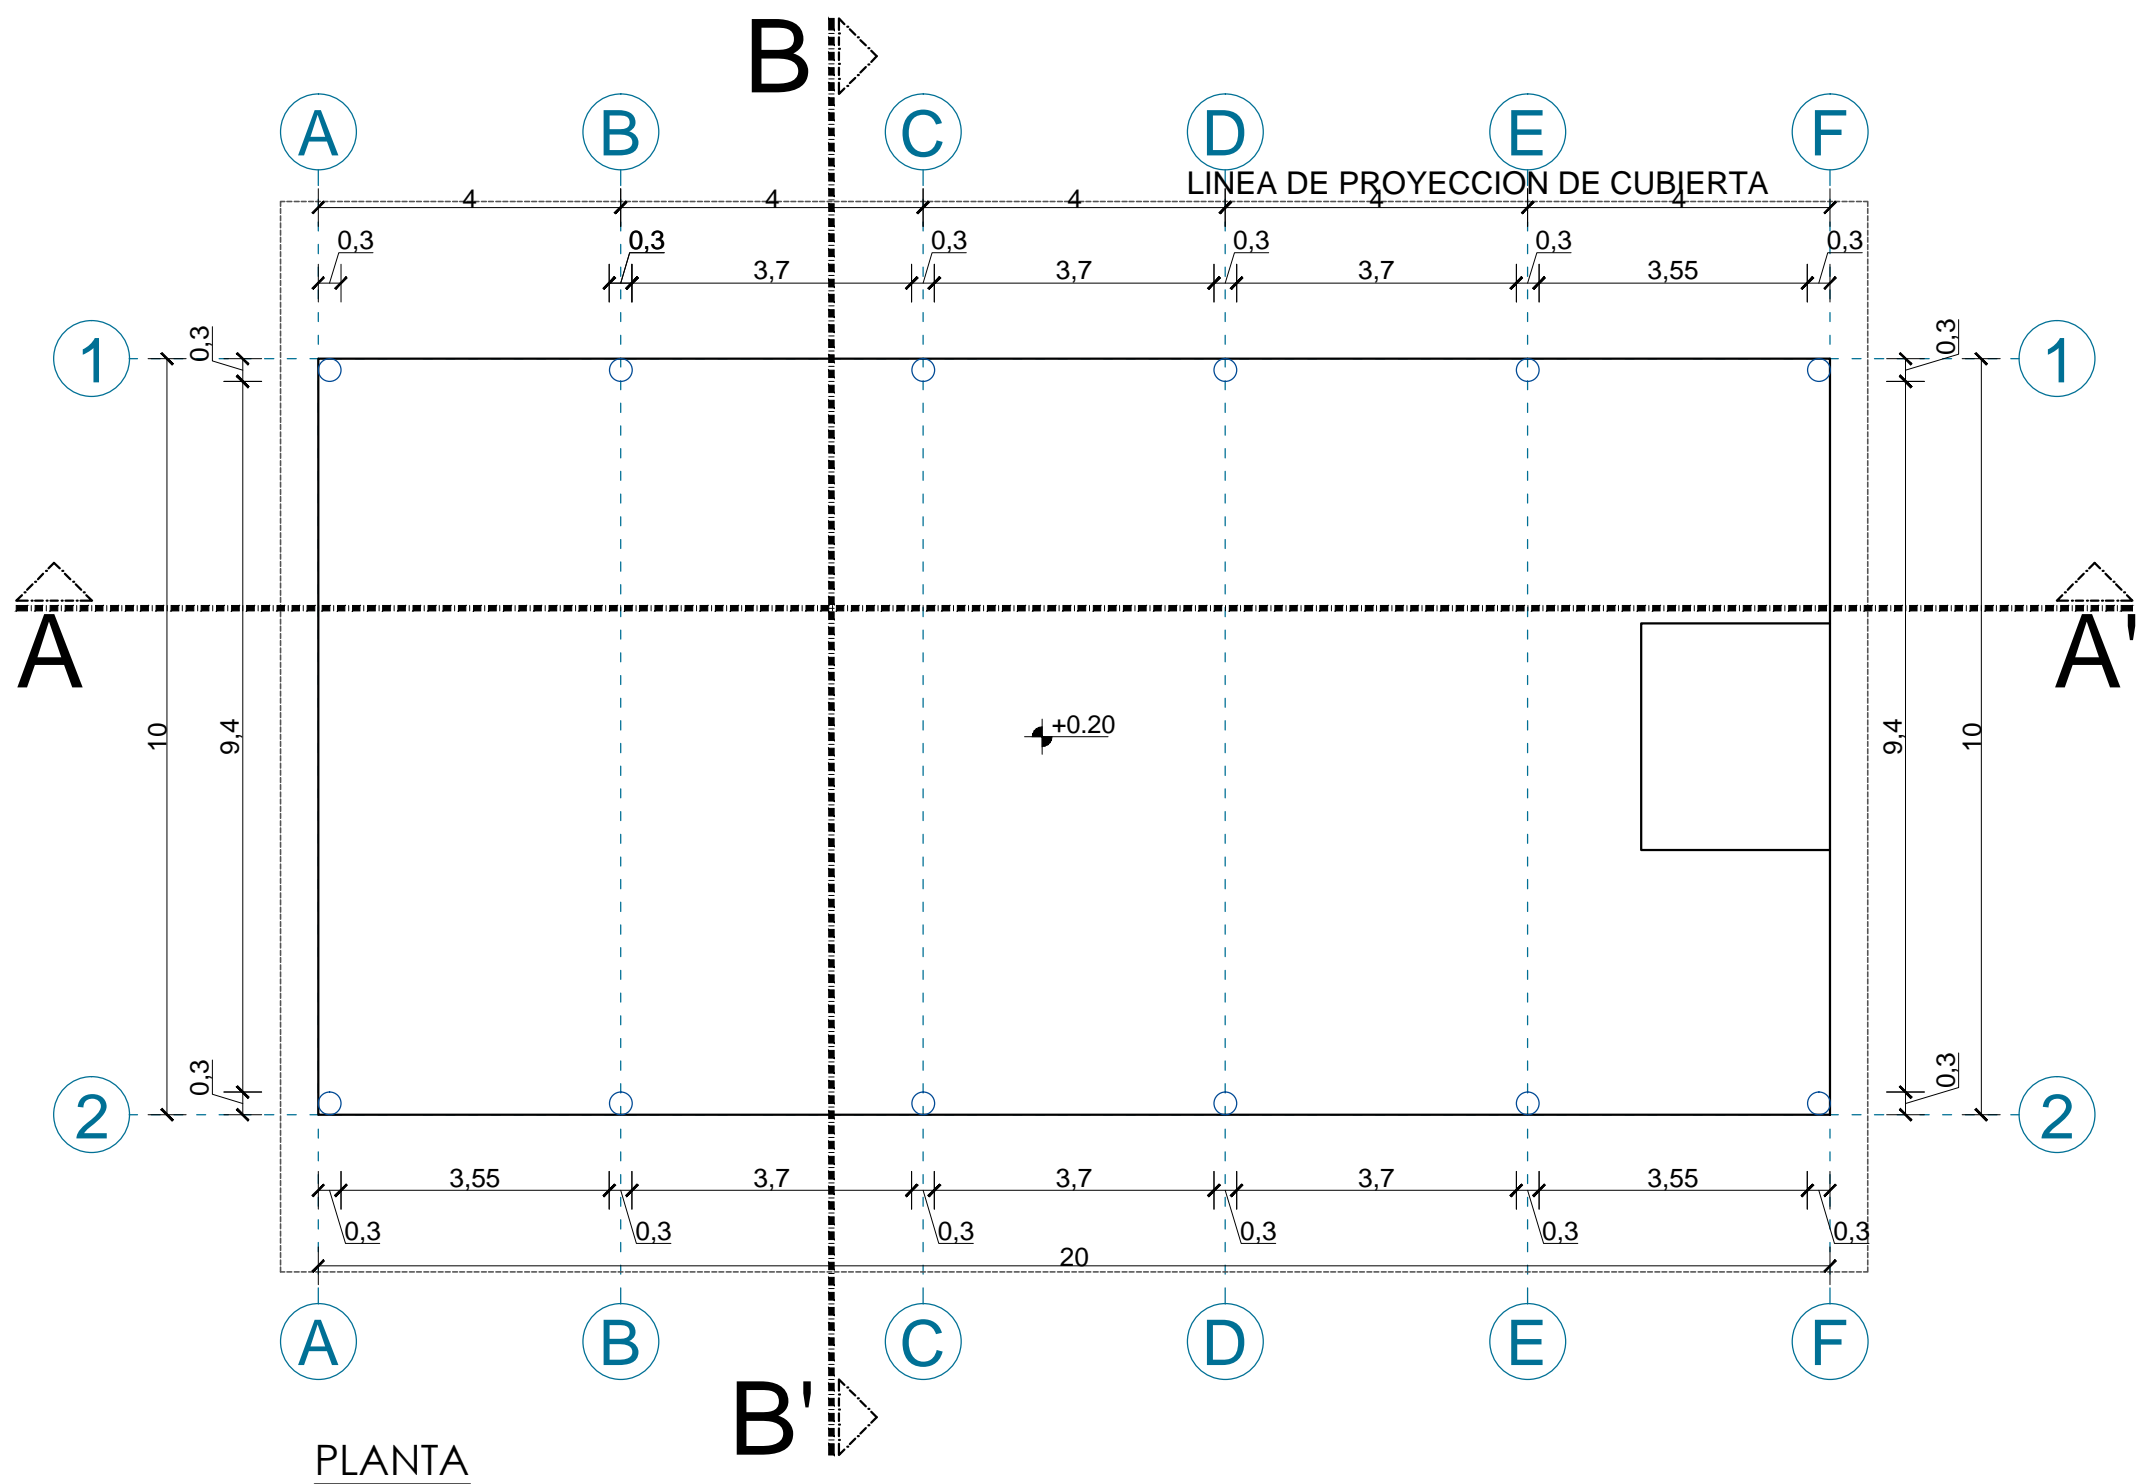 B
A B C D E F
LINEA DE PROYECCION DE CUBIERTA
4 4 4 4 4
0,3 0,3 0,3 0,3 0,3 0,3
3,7 3,7 3,7 3,55
1 0,3 0,3 1
A A'
10 9,4 +0.20 9,4 10
2 0,3 0,3 2
3,55 3,7 3,7 3,7 3,55
0,3 0,3 0,3 0,3 0,3 0,3
20
A B C D E F
B'
PLANTA